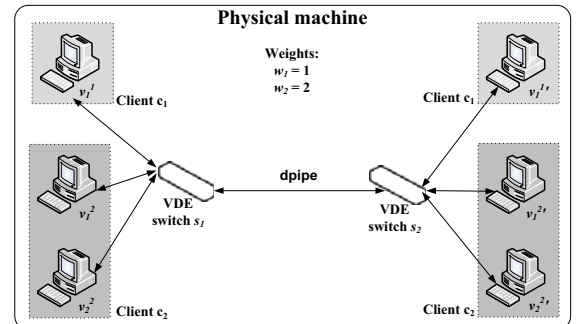 Physical machine
Weights:
w₁ = 1
w₂ = 2
v₁¹
Client c₁
v₁¹'
Client c₁
dpipe
v₁²
VDE
switch s₁
VDE
switch s₂
v₁²'
v₂²
Client c₂
v₂²'
Client c₂